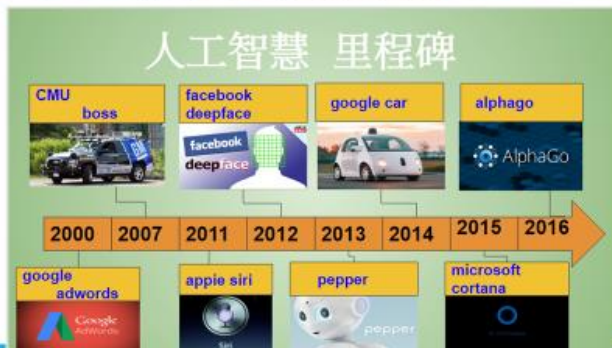 人工智慧 里程碑
CMU
boss
facebook
deepface
google car
alphago
facebook
deepface
AlphaGo
2000 2007 2011 2012 2013 2014 2015 2016
google
adwords
appie siri
pepper
microsoft
cortana
Google
AdWords
Siri
pepper